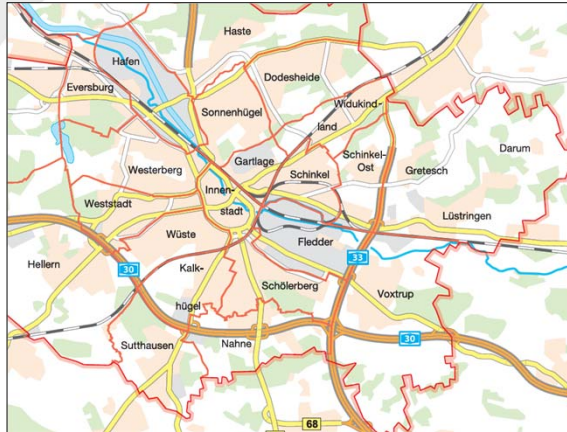 Haste
Hafen
Dodesheide
Eversburg
Widukind-
Sonnenhügel
land
Darum
Schinkel-
Ost
Gartlage
Gretesch
Westerberg
Schinkel
Innen-
stadt
Weststadt
Lüstringen
Wüste
Fledder
Hellern
30
Kalk-
33
Schölerberg
Voxtrup
hügel
Sutthausen
Nahne
30
68